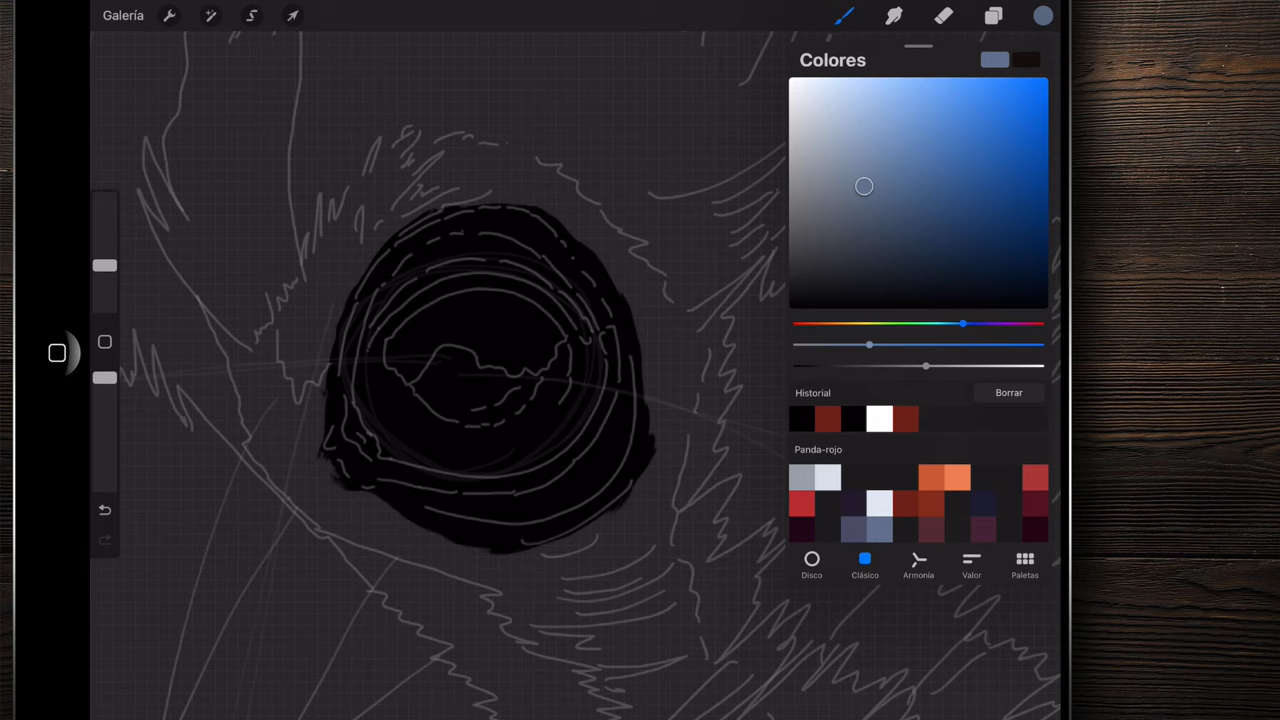 Galería
Colores
Historial
Borrar
Panda-rojo
Disco
Clásico
Armonía
Valor
Paletas